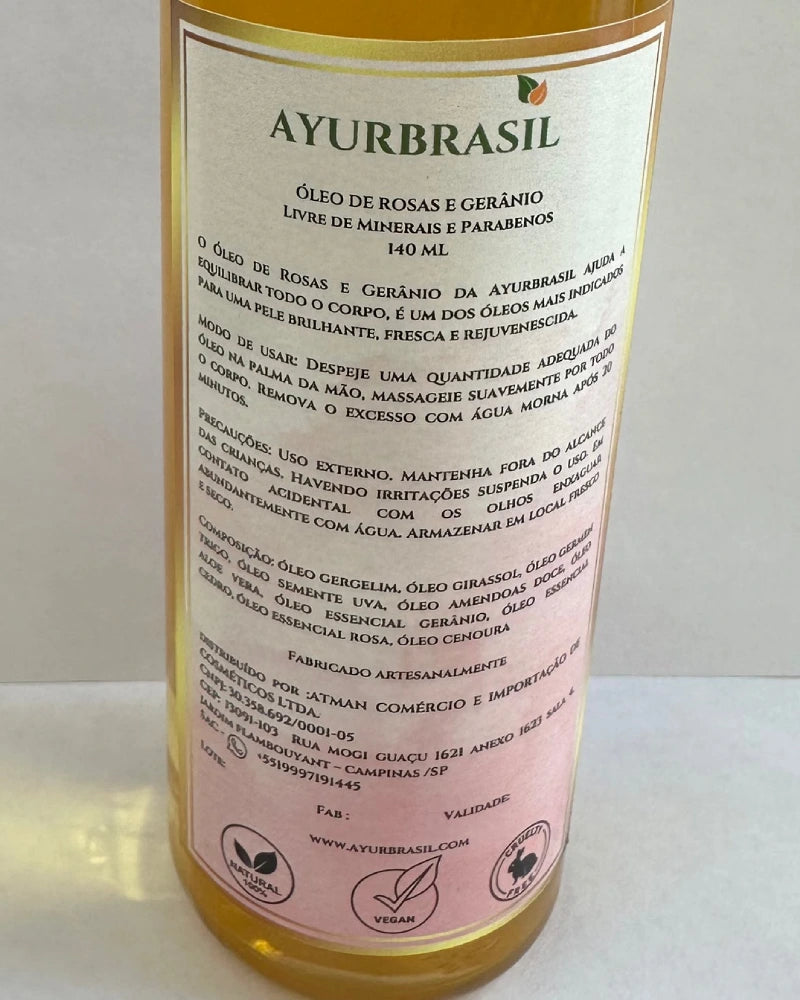 AYURBRASIL
ÓLEO DE ROSAS E GERÂNIO
LIVRE DE MINERAIS E PARABENOS
140 ML
O ÓLEO DE ROSAS E GERÂNIO DA AYURBRASIL AJUDA A
EQUILIBRAR TODO O CORPO, É UM DOS ÓLEOS MAIS INDICADOS
PARA UMA PELE BRILHANTE, FRESCA E REJUVENESCIDA.
MODO DE USAR: DESPEJE UMA QUANTIDADE ADEQUADA DO
ÓLEO NA PALMA DA MÃO, MASSAGEIE SUAVEMENTE POR TODO
O CORPO. REMOVA O EXCESSO COM ÁGUA MORNA APÓS 20
MINUTOS.
PRECAUÇÕES: USO EXTERNO. MANTENHA FORA DO ALCANCE
DAS CRIANÇAS. HAVENDO IRRITAÇÕES SUSPENDA O USO. EM
CONTATO ACIDENTAL COM OS OLHOS ENXAGUAR
ABUNDANTEMENTE COM ÁGUA. ARMAZENAR EM LOCAL FRESCO
E SECO.
COMPOSIÇÃO: ÓLEO GERGELIM, ÓLEO GIRASSOL, ÓLEO GERMEM
TRIGO, ÓLEO SEMENTE UVA, ÓLEO AMENDOAS DOCE, ÓLEO
ALOE VERA, ÓLEO ESSENCIAL GERÂNIO, ÓLEO ESSENCIAL
CEDRO, ÓLEO ESSENCIAL ROSA, ÓLEO CENOURA
FABRICADO ARTESANALMENTE
DISTRIBUÍDO POR :ATMAN COMÉRCIO E IMPORTAÇÃO DE
COSMÉTICOS LTDA.
CNPJ: 30.358.692/0001-05
CEP: 13091-103 RUA MOGI GUAÇU 1621 ANEXO 1623 SALA 4
JARDIM FLAMBOUYANT – CAMPINAS /SP
SAC - +5519997191445
LOTE:
FAB : VALIDADE:
WWW.AYURBRASIL.COM
NATURAL 100%
VEGAN
CRUELTY FREE